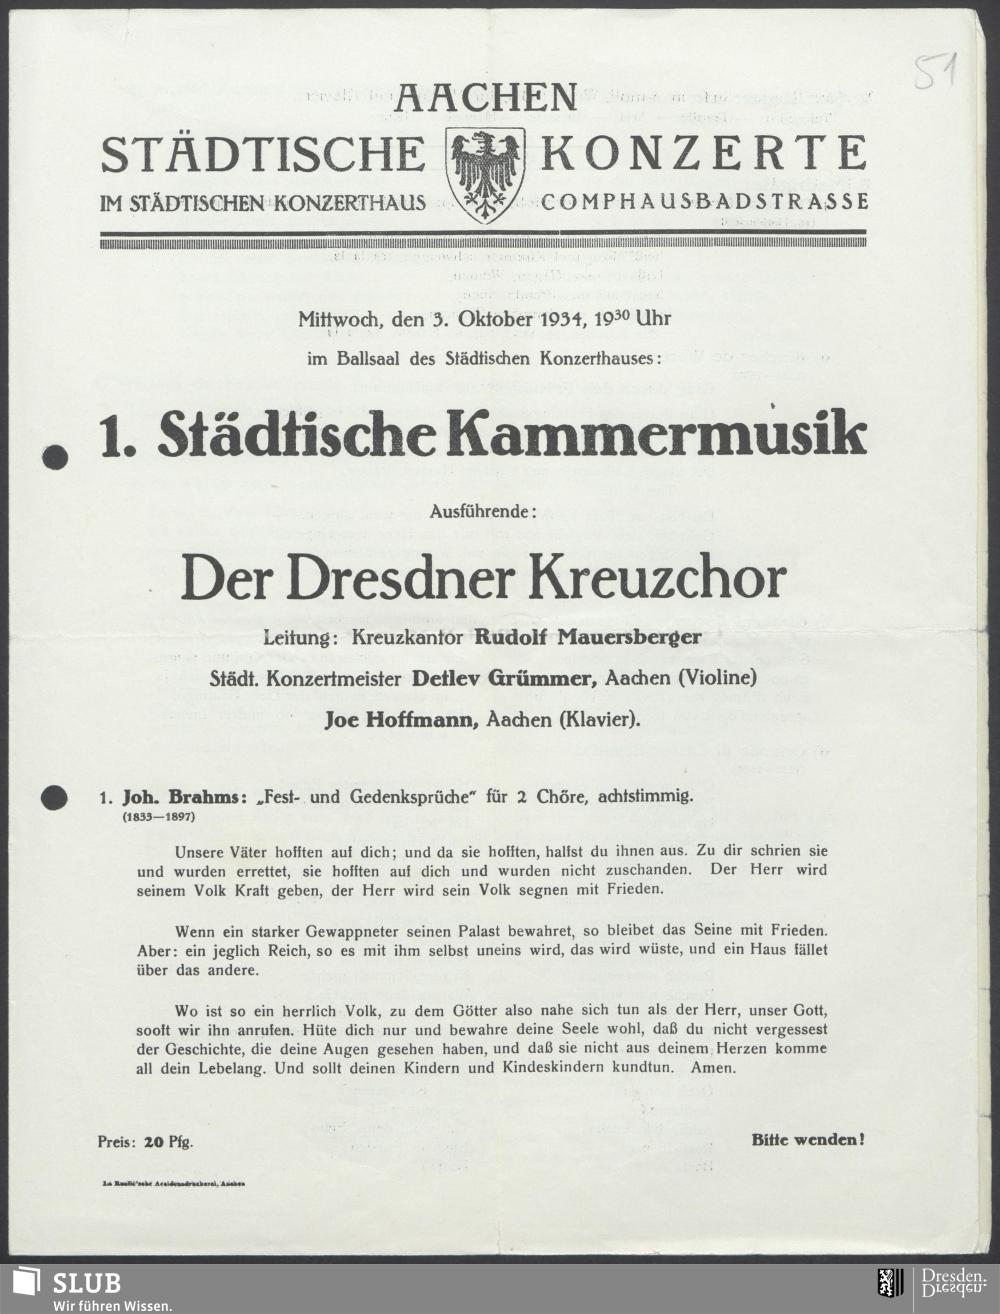 51
AACHEN
STÄDTISCHE KONZERTE
IM STÄDTISCHEN KONZERTHAUS COMPHAUSBADSTRASSE
Mittwoch, den 3. Oktober 1934, 19³⁰ Uhr
im Ballsaal des Städtischen Konzerthauses:
1. Städtische Kammermusik
Ausführende:
Der Dresdner Kreuzchor
Leitung: Kreuzkantor Rudolf Mauersberger
Städt. Konzertmeister Detlev Grümmer, Aachen (Violine)
Joe Hoffmann, Aachen (Klavier).
1. Joh. Brahms: „Fest- und Gedenksprüche“ für 2 Chöre, achtstimmig.
(1833—1897)
Unsere Väter hofften auf dich; und da sie hofften, halfst du ihnen aus. Zu dir schrien sie
und wurden errettet, sie hofften auf dich und wurden nicht zuschanden. Der Herr wird
seinem Volk Kraft geben, der Herr wird sein Volk segnen mit Frieden.
Wenn ein starker Gewappneter seinen Palast bewahret, so bleibet das Seine mit Frieden.
Aber: ein jeglich Reich, so es mit ihm selbst uneins wird, das wird wüste, und ein Haus fället
über das andere.
Wo ist so ein herrlich Volk, zu dem Götter also nahe sich tun als der Herr, unser Gott,
sooft wir ihn anrufen. Hüte dich nur und bewahre deine Seele wohl, daß du nicht vergessest
der Geschichte, die deine Augen gesehen haben, und daß sie nicht aus deinem Herzen komme
all dein Lebelang. Und sollt deinen Kindern und Kindeskindern kundtun. Amen.
Preis: 20 Pfg. Bitte wenden!
La Ruelle'sche Accidenzdruckerei, Aachen
SLUB
Wir führen Wissen.
Dresden.
Dresden.